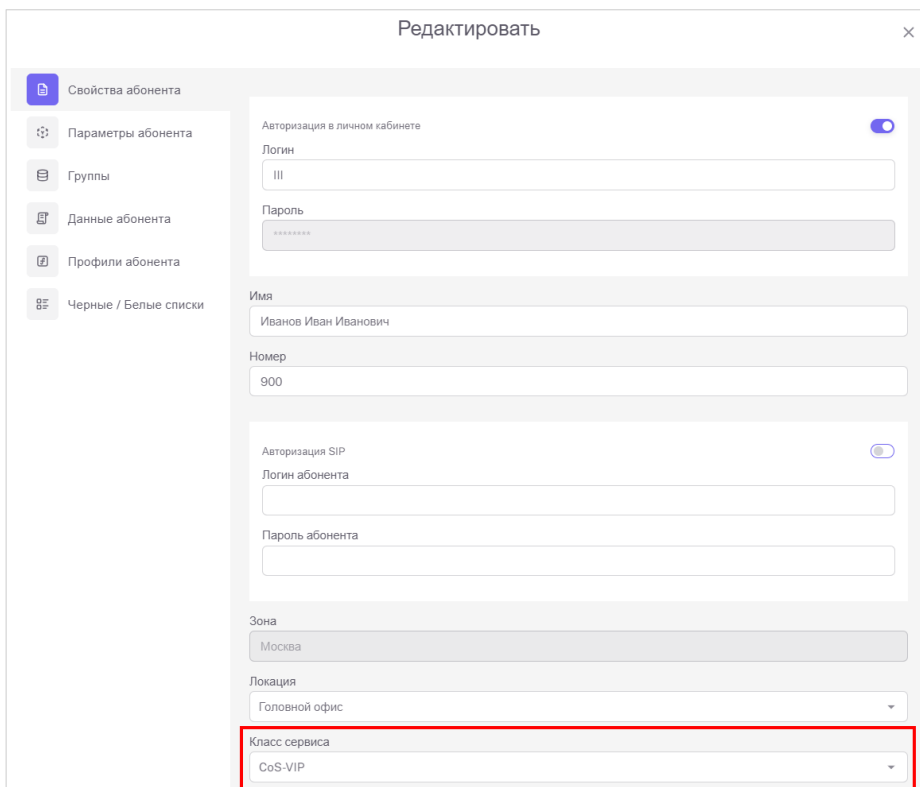 Редактировать
Свойства абонента
Параметры абонента
Группы
Данные абонента
Профили абонента
Черные / Белые списки
Авторизация в личном кабинете
Логин
III
Пароль
********
Имя
Иванов Иван Иванович
Номер
900
Авторизация SIP
Логин абонента
Пароль абонента
Зона
Москва
Локация
Головной офис
Класс сервиса
CoS-VIP